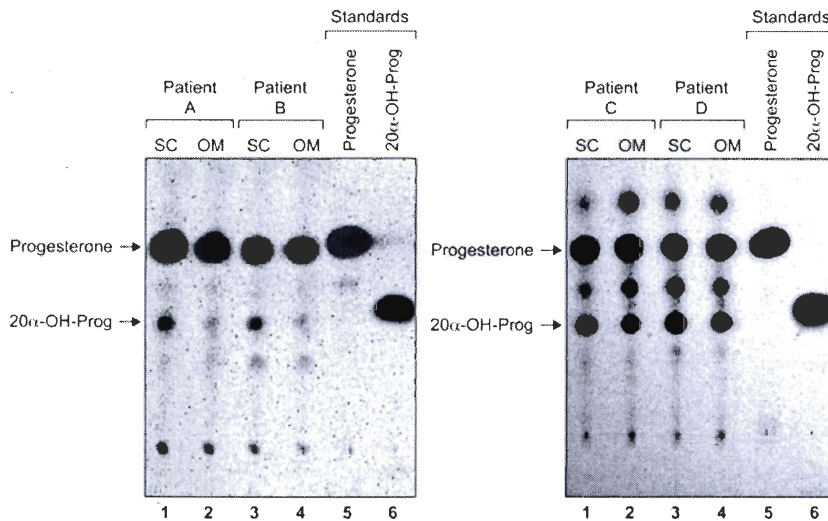 Standards
Progesterone
20α-OH-Prog
Patient A
Patient B
SC OM SC OM
Progesterone
20α-OH-Prog
1 2 3 4 5 6
Standards
Progesterone
20α-OH-Prog
Patient C
Patient D
SC OM SC OM
Progesterone
20α-OH-Prog
1 2 3 4 5 6